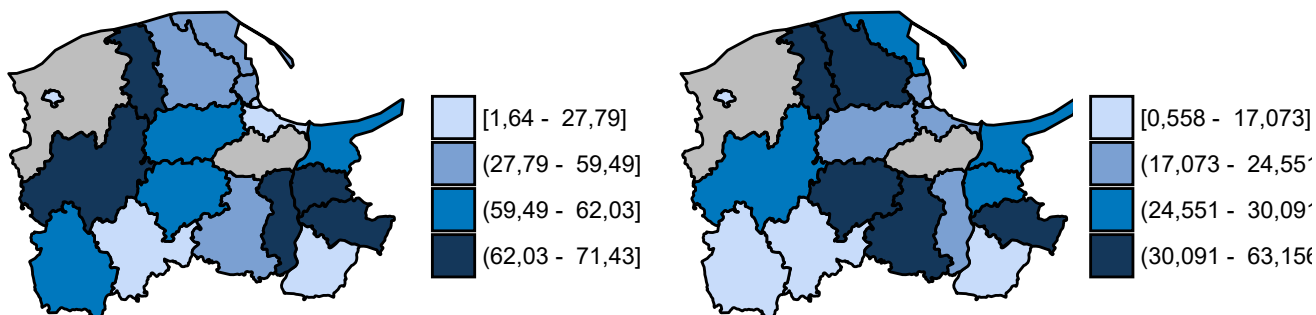 [1,64 - 27,79]
(27,79 - 59,49]
(59,49 - 62,03]
(62,03 - 71,43]
[0,558 - 17,073]
(17,073 - 24,551
(24,551 - 30,091
(30,091 - 63,156